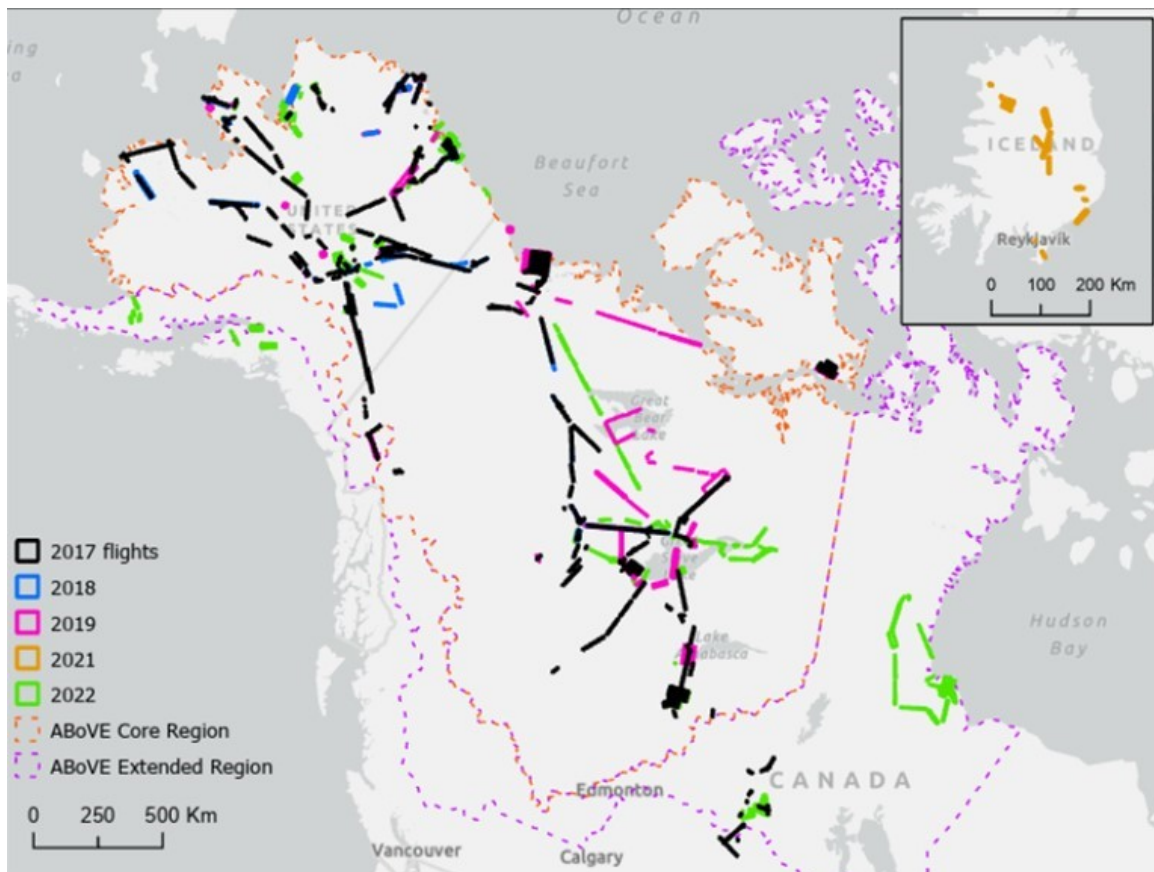 Ocean
ing
a
Beaufort
Sea
ICELAND
Reykjavík
0 100 200 Km
UNITED
STATES
Great
Bear
Lake
Lake
Hudson
Bay
2017 flights
2018
2019
2021
2022
ABoVE Core Region
ABoVE Extended Region
0 250 500 Km
CANADA
Edmonton
Vancouver
Calgary